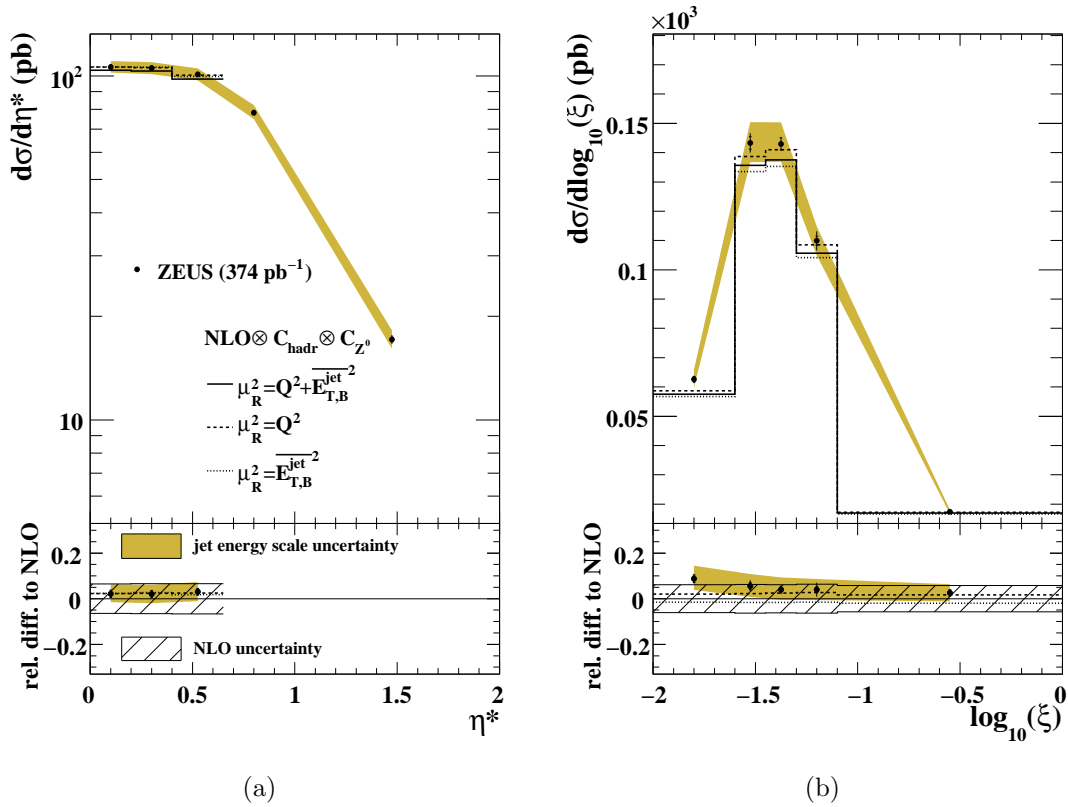 dσ/dη* (pb)
10²
10
ZEUS (374 pb⁻¹)
NLO⊗ C_hadr ⊗ C_Z⁰
μ_R²=Q²+E_T,B^jet²
μ_R²=Q²
μ_R²=E_T,B^jet²
rel. diff. to NLO
0.2
0
−0.2
jet energy scale uncertainty
NLO uncertainty
0 0.5 1 1.5 2
η*
(a)
×10³
dσ/dlog₁₀(ξ) (pb)
0.15
0.1
0.05
rel. diff. to NLO
0.2
0
−0.2
−2 −1.5 −1 −0.5 0
log₁₀(ξ)
(b)